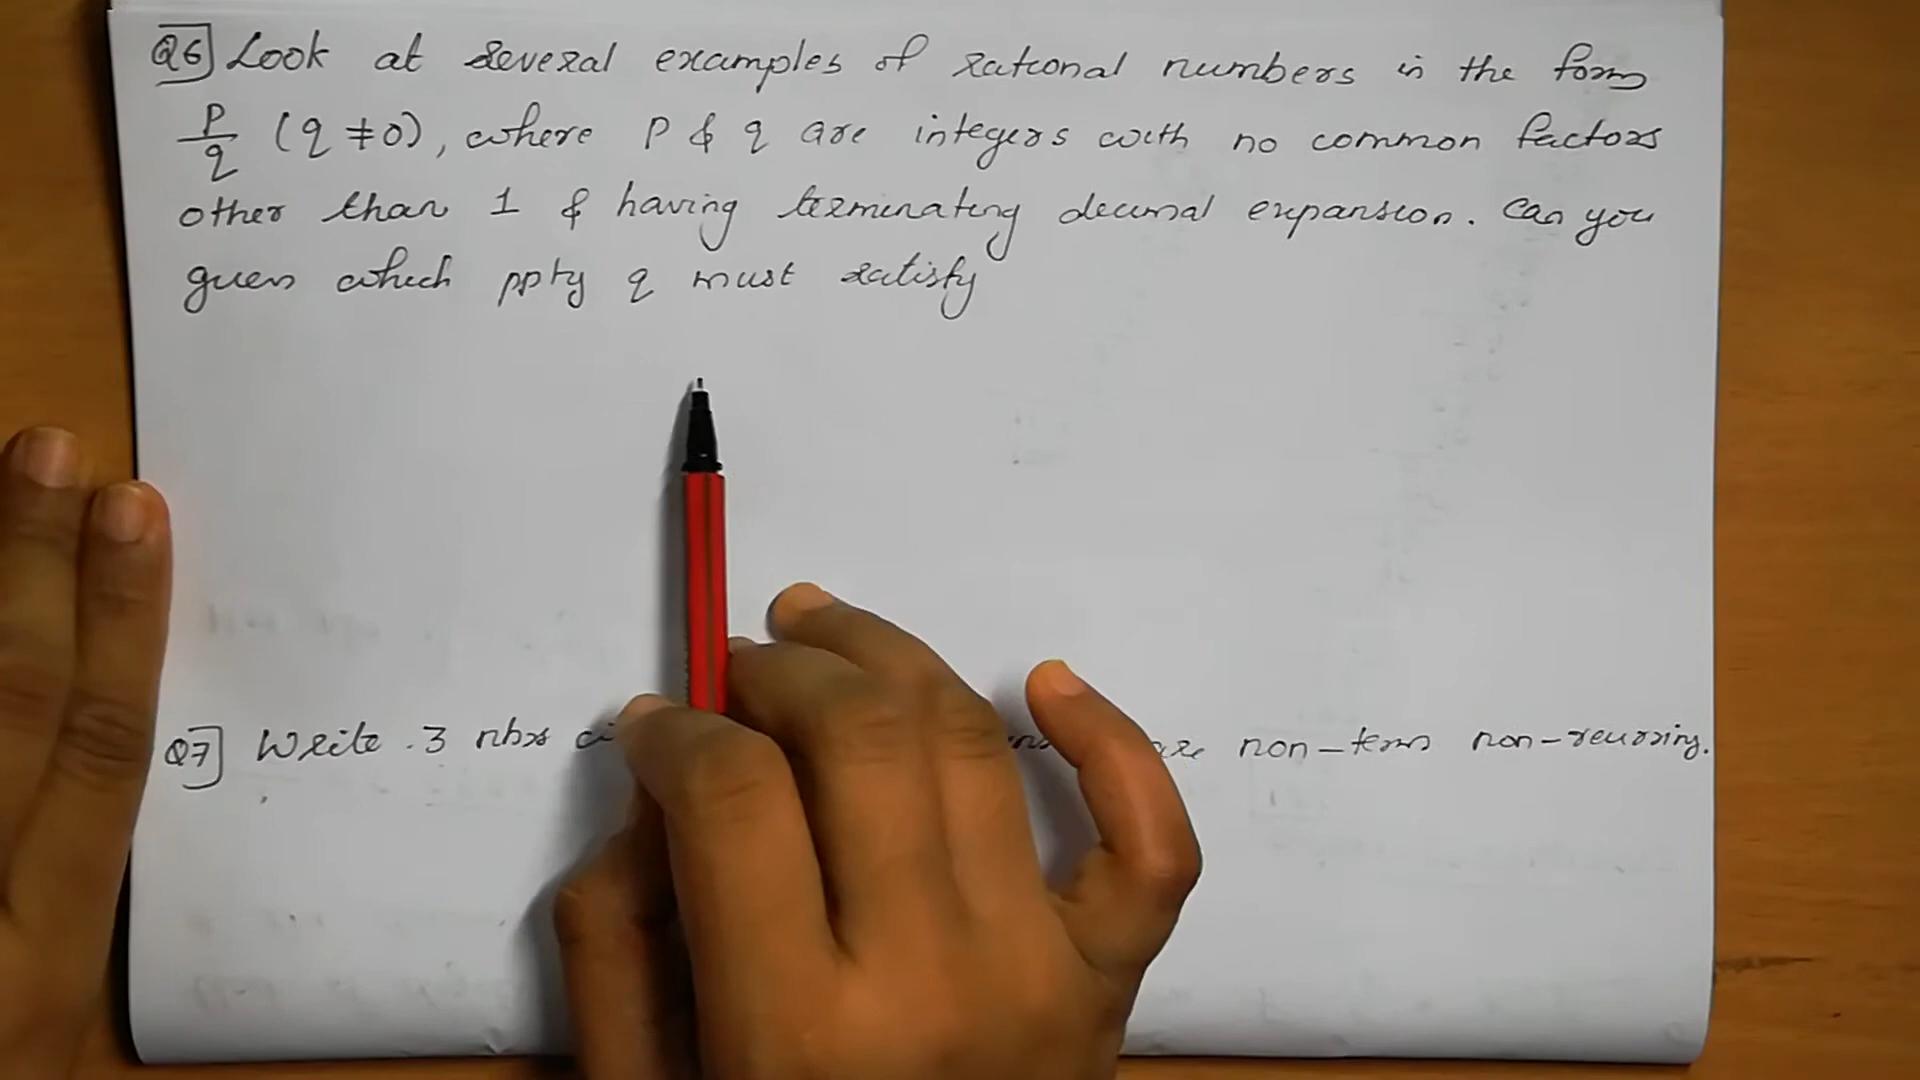 Q6] Look at several examples of rational numbers in the form
p/q (q ≠ 0), where p & q are integers with no common factors
other than 1 & having terminating decimal expansion. Can you
guess which ppty q must satisfy
Q7] Write 3 nbrs are non-term non-recurring.